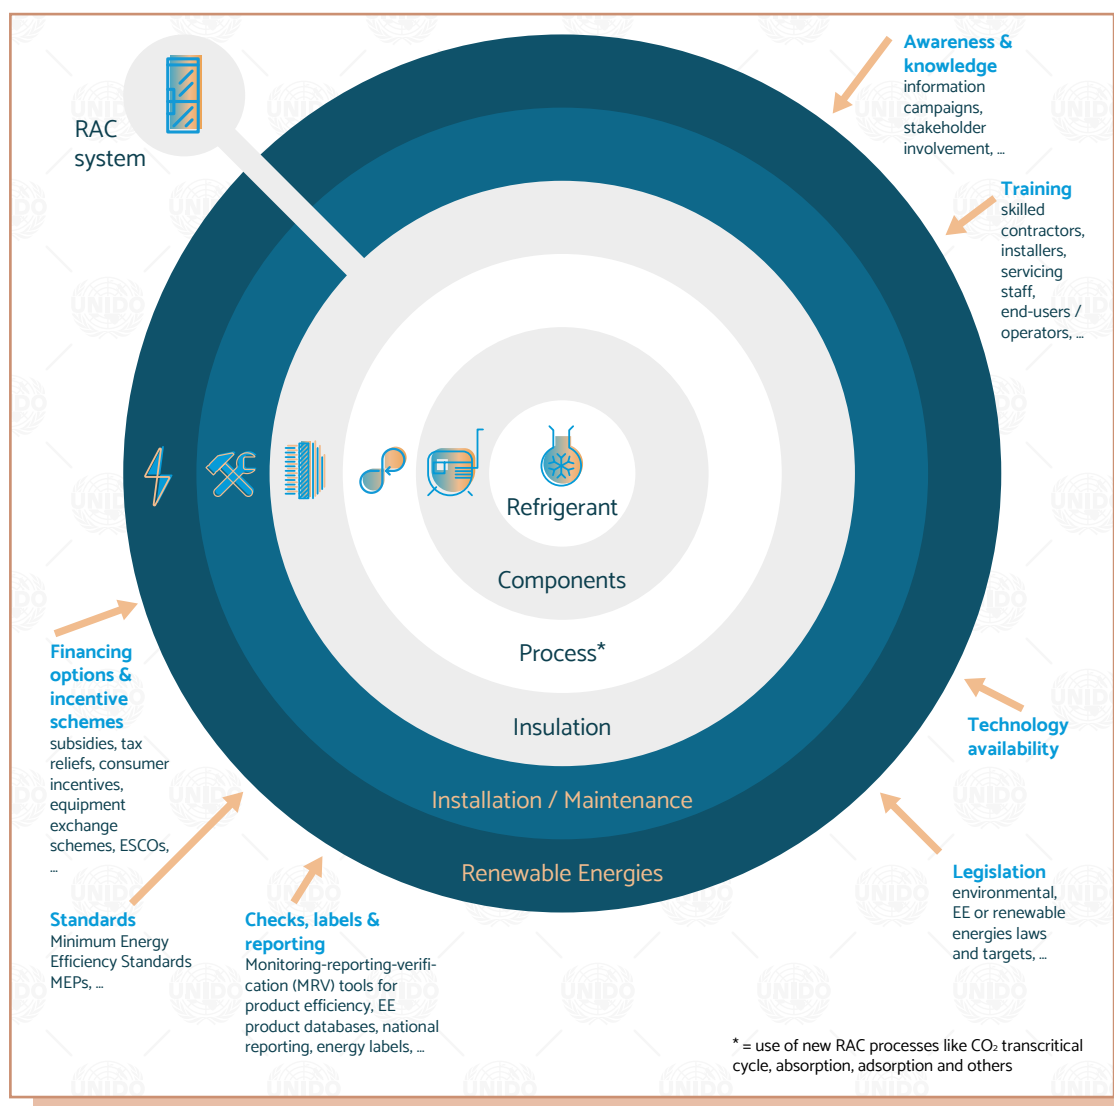 RAC
system
Awareness &
knowledge
information
campaigns,
stakeholder
involvement, ...
Training
skilled
contractors,
installers,
servicing
staff,
end-users /
operators, ...
Refrigerant
Components
Process*
Insulation
Installation / Maintenance
Renewable Energies
Financing
options &
incentive
schemes
subsidies, tax
reliefs, consumer
incentives,
equipment
exchange
schemes, ESCOs,
...
Technology
availability
Legislation
environmental,
EE or renewable
energies laws
and targets, ...
Standards
Minimum Energy
Efficiency Standards
MEPs, ...
Checks, labels &
reporting
Monitoring-reporting-verifi-
cation (MRV) tools for
product efficiency, EE
product databases, national
reporting, energy labels, ...
* = use of new RAC processes like CO₂ transcritical
cycle, absorption, adsorption and others
UNIDO